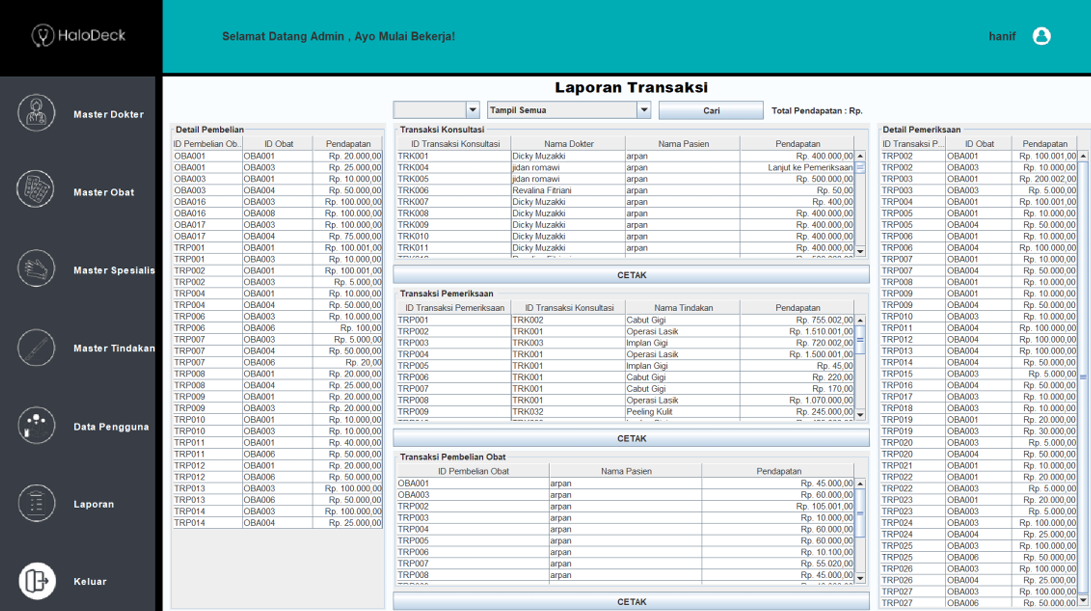 HaloDeck
Selamat Datang Admin , Ayo Mulai Bekerja!
hanif
Master Dokter
Master Obat
Master Spesialis
Master Tindakan
Data Pengguna
Laporan
Keluar
Laporan Transaksi
Tampil Semua
Cari
Total Pendapatan : Rp.
Detail Pembelian
ID Pembelian Ob... ID Obat Pendapatan
OBA001 OBA001 Rp. 20.000,00
OBA001 OBA003 Rp. 25.000,00
OBA003 OBA001 Rp. 10.000,00
OBA003 OBA004 Rp. 50.000,00
OBA016 OBA003 Rp. 100.000,00
OBA016 OBA008 Rp. 100.000,00
OBA017 OBA003 Rp. 100.000,00
OBA017 OBA004 Rp. 75.000,00
TRP001 OBA001 Rp. 100.001,00
TRP001 OBA003 Rp. 10.000,00
TRP002 OBA001 Rp. 100.001,00
TRP002 OBA003 Rp. 5.000,00
TRP004 OBA001 Rp. 10.000,00
TRP004 OBA004 Rp. 50.000,00
TRP006 OBA003 Rp. 10.000,00
TRP006 OBA006 Rp. 100,00
TRP007 OBA003 Rp. 5.000,00
TRP007 OBA004 Rp. 50.000,00
TRP007 OBA006 Rp. 20,00
TRP008 OBA001 Rp. 20.000,00
TRP008 OBA004 Rp. 25.000,00
TRP009 OBA001 Rp. 20.000,00
TRP009 OBA003 Rp. 20.000,00
TRP010 OBA001 Rp. 10.000,00
TRP010 OBA003 Rp. 10.000,00
TRP011 OBA001 Rp. 40.000,00
TRP011 OBA006 Rp. 50.000,00
TRP012 OBA001 Rp. 20.000,00
TRP012 OBA006 Rp. 50.000,00
TRP013 OBA003 Rp. 100.000,00
TRP013 OBA006 Rp. 50.000,00
TRP014 OBA003 Rp. 100.000,00
TRP014 OBA004 Rp. 25.000,00
Transaksi Konsultasi
ID Transaksi Konsultasi Nama Dokter Nama Pasien Pendapatan
TRK001 Dicky Muzakki arpan Rp. 400.000,00
TRK004 jidan romawi arpan Lanjut ke Pemeriksaan
TRK005 jidan romawi arpan Rp. 500.000,00
TRK006 Revalina Fitriani arpan Rp. 50,00
TRK007 Dicky Muzakki arpan Rp. 400,00
TRK008 Dicky Muzakki arpan Rp. 400.000,00
TRK009 Dicky Muzakki arpan Rp. 400.000,00
TRK010 Dicky Muzakki arpan Rp. 400.000,00
TRK011 Dicky Muzakki arpan Rp. 400.000,00
CETAK
Transaksi Pemeriksaan
ID Transaksi Pemeriksaan ID Transaksi Konsultasi Nama Tindakan Pendapatan
TRP001 TRK002 Cabut Gigi Rp. 755.002,00
TRP002 TRK001 Operasi Lasik Rp. 1.510.001,00
TRP003 TRK003 Implan Gigi Rp. 720.002,00
TRP004 TRK001 Operasi Lasik Rp. 1.500.001,00
TRP005 TRK001 Implan Gigi Rp. 45,00
TRP006 TRK001 Cabut Gigi Rp. 220,00
TRP007 TRK001 Cabut Gigi Rp. 170,00
TRP008 TRK001 Operasi Lasik Rp. 1.070.000,00
TRP009 TRK032 Peeling Kulit Rp. 245.000,00
CETAK
Transaksi Pembelian Obat
ID Pembelian Obat Nama Pasien Pendapatan
OBA001 arpan Rp. 45.000,00
OBA003 arpan Rp. 60.000,00
TRP002 arpan Rp. 105.001,00
TRP003 arpan Rp. 10.000,00
TRP004 arpan Rp. 60.000,00
TRP005 arpan Rp. 60.000,00
TRP006 arpan Rp. 10.100,00
TRP007 arpan Rp. 55.020,00
TRP008 arpan Rp. 45.000,00
CETAK
Detail Pemeriksaan
ID Transaksi P... ID Obat Pendapatan
TRP002 OBA001 Rp. 100.001,00
TRP002 OBA003 Rp. 10.000,00
TRP003 OBA001 Rp. 200.002,00
TRP003 OBA003 Rp. 5.000,00
TRP004 OBA001 Rp. 100.001,00
TRP005 OBA001 Rp. 10.000,00
TRP005 OBA004 Rp. 50.000,00
TRP006 OBA001 Rp. 10.000,00
TRP006 OBA004 Rp. 100.000,00
TRP007 OBA001 Rp. 10.000,00
TRP007 OBA004 Rp. 50.000,00
TRP008 OBA001 Rp. 10.000,00
TRP009 OBA001 Rp. 10.000,00
TRP009 OBA004 Rp. 50.000,00
TRP010 OBA003 Rp. 10.000,00
TRP011 OBA004 Rp. 100.000,00
TRP012 OBA004 Rp. 100.000,00
TRP013 OBA004 Rp. 100.000,00
TRP014 OBA004 Rp. 50.000,00
TRP015 OBA003 Rp. 5.000,00
TRP016 OBA004 Rp. 50.000,00
TRP017 OBA003 Rp. 10.000,00
TRP018 OBA003 Rp. 10.000,00
TRP019 OBA001 Rp. 20.000,00
TRP019 OBA003 Rp. 30.000,00
TRP020 OBA003 Rp. 5.000,00
TRP020 OBA004 Rp. 50.000,00
TRP021 OBA001 Rp. 10.000,00
TRP022 OBA001 Rp. 20.000,00
TRP022 OBA003 Rp. 5.000,00
TRP023 OBA001 Rp. 20.000,00
TRP023 OBA003 Rp. 5.000,00
TRP024 OBA003 Rp. 100.000,00
TRP024 OBA004 Rp. 25.000,00
TRP025 OBA003 Rp. 100.000,00
TRP025 OBA006 Rp. 50.000,00
TRP026 OBA003 Rp. 100.000,00
TRP026 OBA004 Rp. 25.000,00
TRP027 OBA003 Rp. 100.000,00
TRP027 OBA006 Rp. 50.000,00